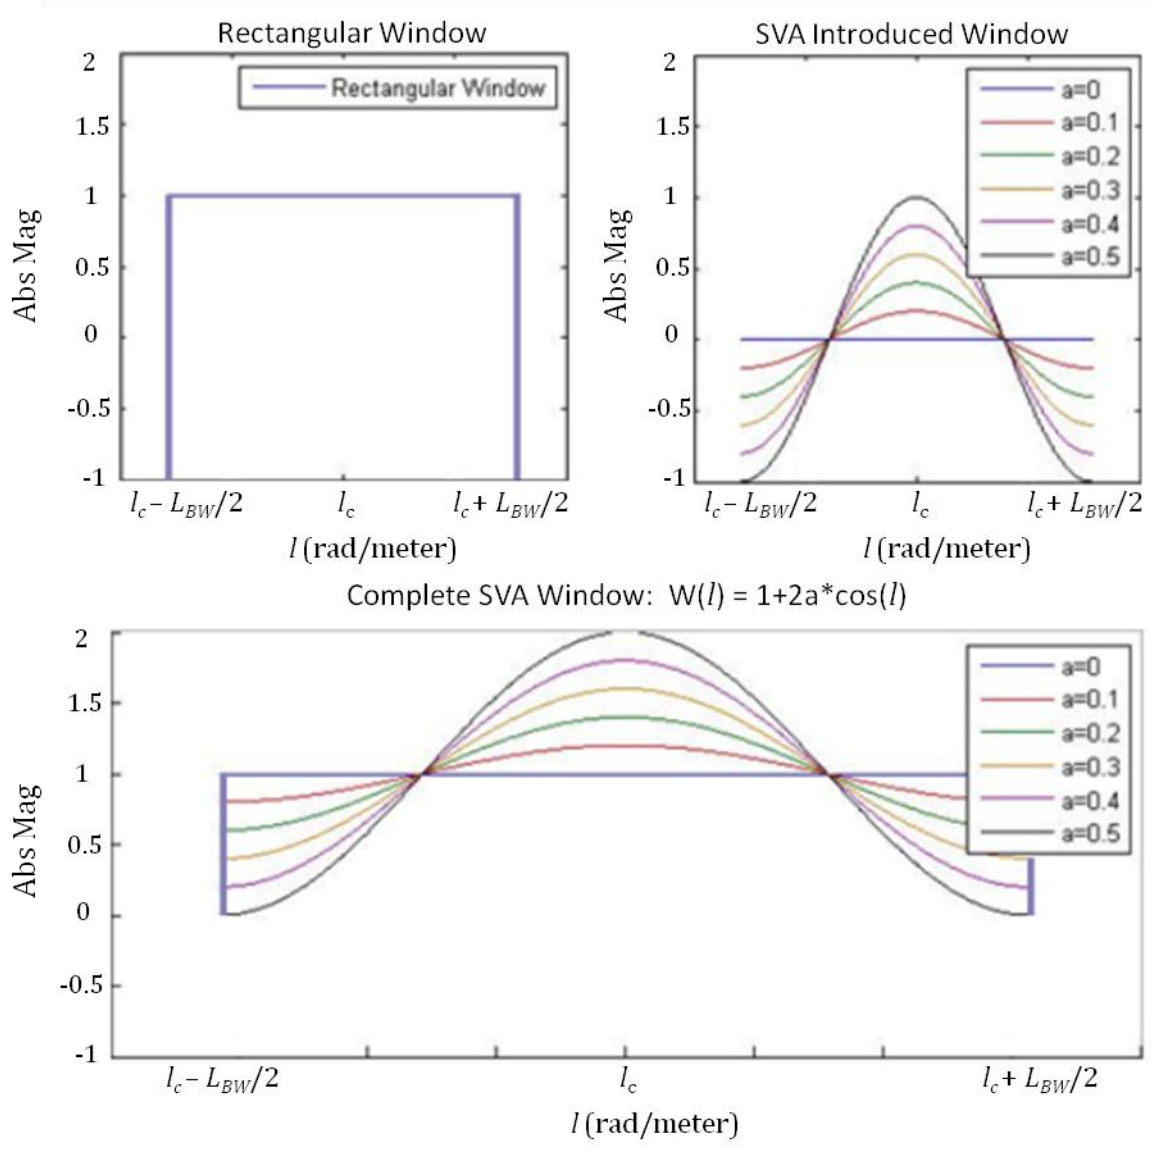 Rectangular Window
2
1.5
1
0.5
0
-0.5
-1
Abs Mag
Rectangular Window
l_c – L_BW/2
l_c
l_c + L_BW/2
l (rad/meter)
SVA Introduced Window
2
1.5
1
0.5
0
-0.5
-1
Abs Mag
a=0
a=0.1
a=0.2
a=0.3
a=0.4
a=0.5
l_c – L_BW/2
l_c
l_c + L_BW/2
l (rad/meter)
Complete SVA Window: W(l) = 1+2a*cos(l)
2
1.5
1
0.5
0
-0.5
-1
Abs Mag
a=0
a=0.1
a=0.2
a=0.3
a=0.4
a=0.5
l_c – L_BW/2
l_c
l_c + L_BW/2
l (rad/meter)